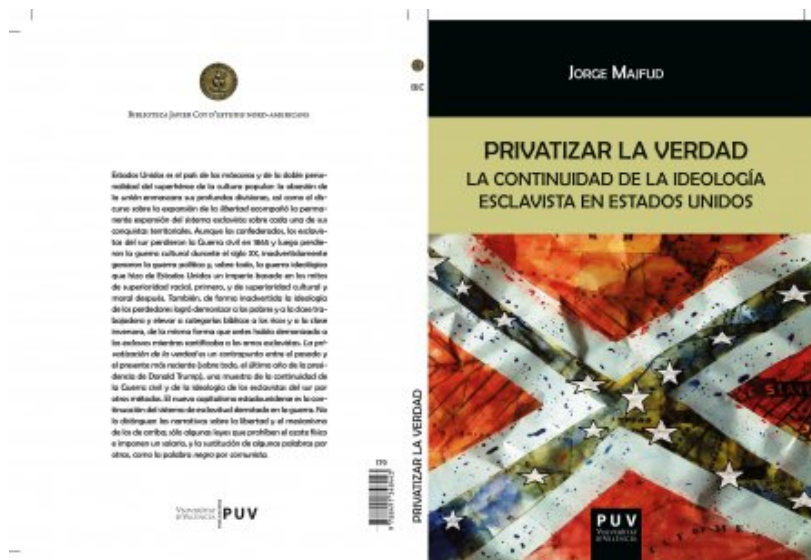 BIBLIOTECA JAVIER COY D'ESTUDIS NORD-AMERICANS
Estados Unidos es el país de las máscaras y de la doble perso-
nalidad del superhéroe de la cultura popular: la obsesión de
la unión enmascara sus profundas divisiones, así como el dis-
curso sobre la expansión de la libertad acompañó la perma-
nente expansión del sistema esclavista sobre cada una de sus
conquistas territoriales. Aunque los confederados, los esclavis-
tas del sur perdieron la Guerra civil en 1865 y luego perdie-
ron la guerra cultural durante el siglo XX, inadvertidamente
ganaron la guerra política y, sobre todo, la guerra ideológica
que hizo de Estados Unidos un imperio basado en los mitos
de superioridad racial, primero, y de superioridad cultural y
moral después. También, de forma inadvertida la ideología
de los perdedores logró demonizar a los pobres y a la clase tra-
bajadora y elevar a categorías bíblicas a los ricos y a la clase
inversora, de la misma forma que antes había demonizado a
los esclavos mientras santificaba a los amos esclavistas. La pri-
vatización de la verdad es un contrapunto entre el pasado y
el presente más reciente (sobre todo, el último año de la presi-
dencia de Donald Trump), una muestra de la continuidad de
la Guerra civil y de la ideología de los esclavistas del sur por
otros métodos. El nuevo capitalismo estadounidense es la con-
tinuación del sistema de esclavitud derrotado en la guerra. No
lo distinguen las narrativas sobre la libertad y el mesianismo
de los de arriba; sólo algunas leyes que prohíben el azote físico
e imponen un salario, y la sustitución de algunas palabras por
otras, como la palabra negro por comunista.
VNIVERSITAT
D'VALÈNCIA
PUV
179
BJC
PRIVATIZAR LA VERDAD
JORGE MAJFUD
PRIVATIZAR LA VERDAD
LA CONTINUIDAD DE LA IDEOLOGÍA
ESCLAVISTA EN ESTADOS UNIDOS
PUV
VNIVERSITAT
D'VALÈNCIA